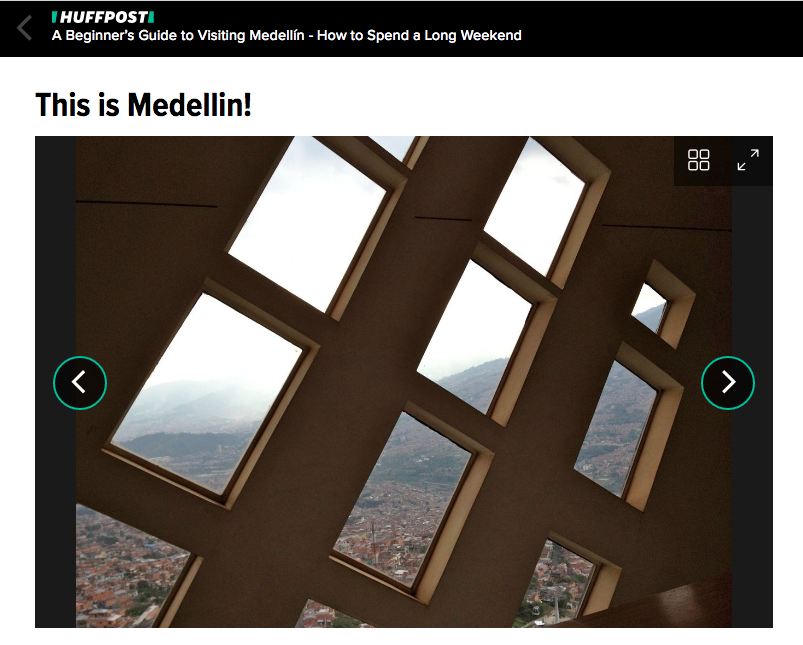 HUFFPOST
A Beginner's Guide to Visiting Medellín - How to Spend a Long Weekend
This is Medellin!